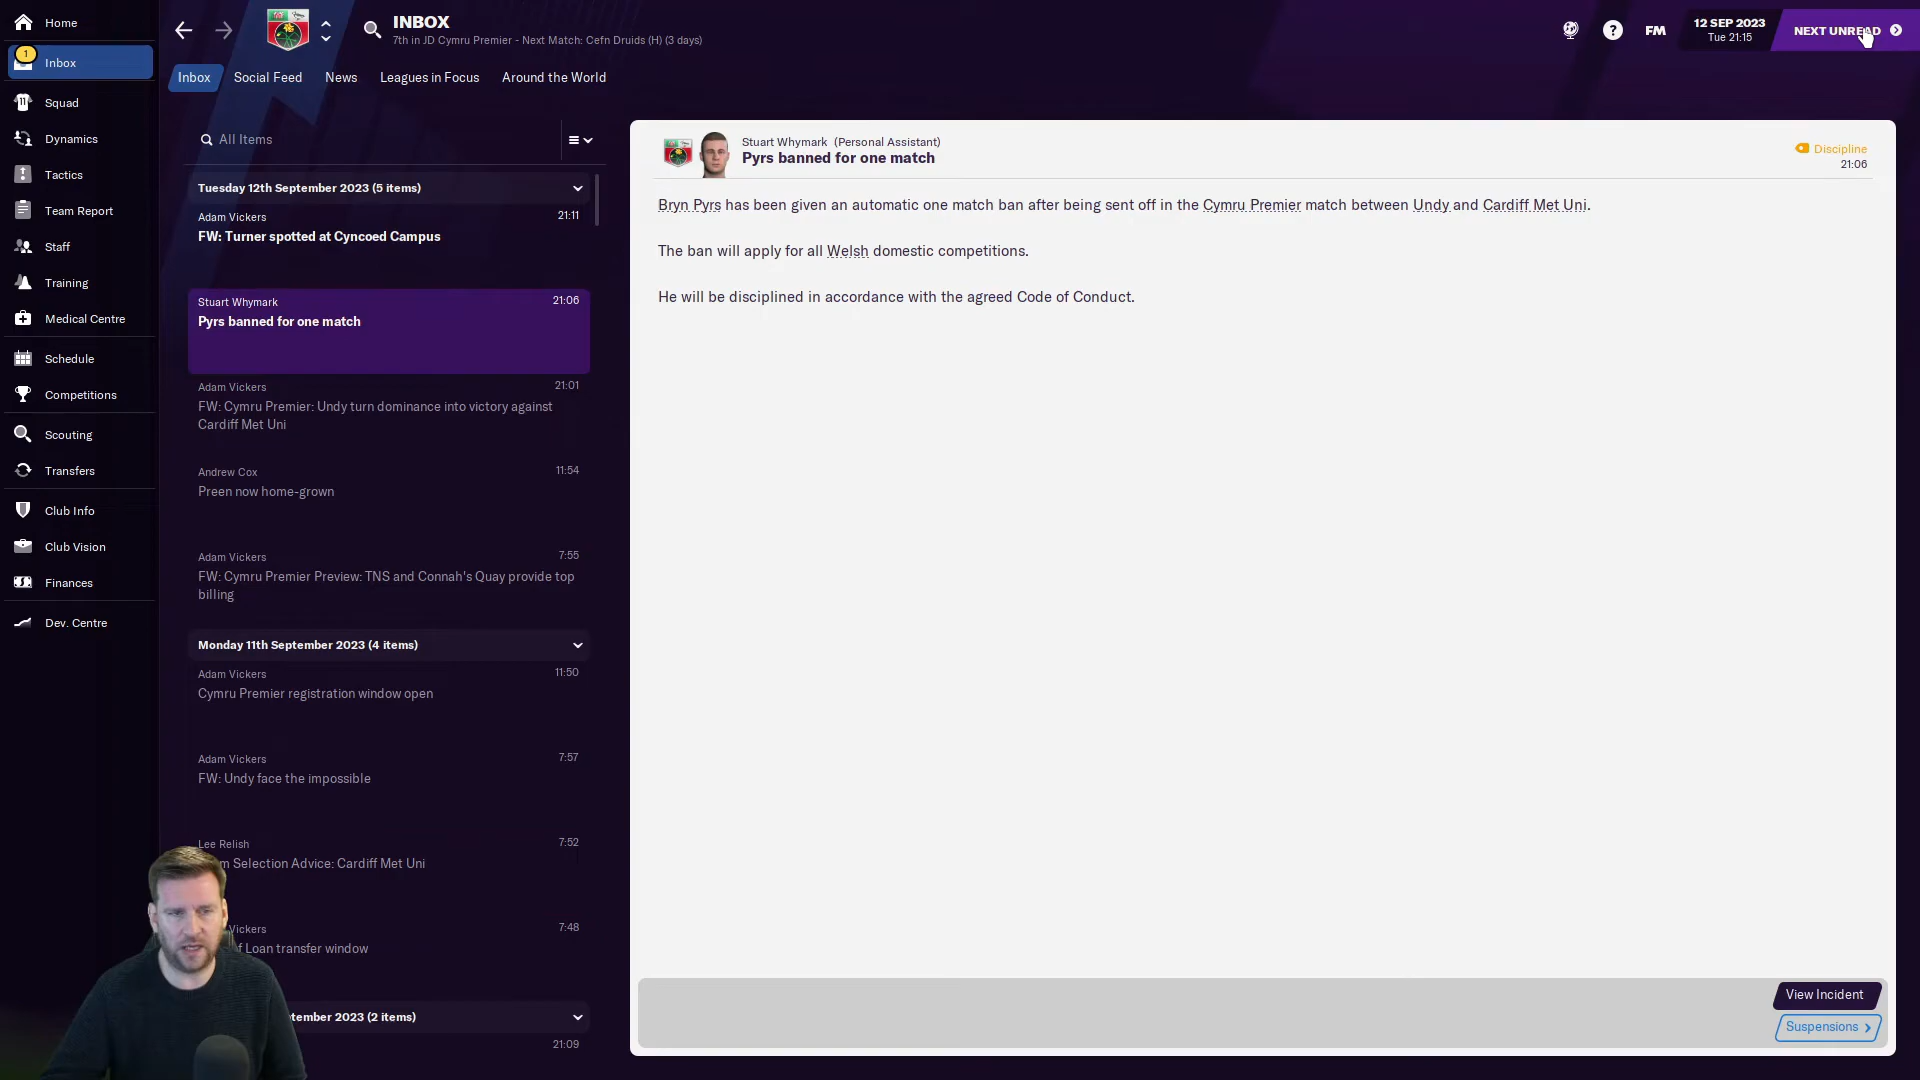 Home
1
Inbox
Squad
Dynamics
Tactics
Team Report
Staff
Training
Medical Centre
Schedule
Competitions
Scouting
Transfers
Club Info
Club Vision
Finances
Dev. Centre
INBOX
7th in JD Cymru Premier - Next Match: Cefn Druids (H) (3 days)
FM
12 SEP 2023
Tue 21:15
NEXT UNREAD
Inbox
Social Feed
News
Leagues in Focus
Around the World
All Items
Tuesday 12th September 2023 (5 items)
Adam Vickers 21:11
FW: Turner spotted at Cyncoed Campus
Stuart Whymark 21:06
Pyrs banned for one match
Adam Vickers 21:01
FW: Cymru Premier: Undy turn dominance into victory against
Cardiff Met Uni
Andrew Cox 11:54
Preen now home-grown
Adam Vickers 7:55
FW: Cymru Premier Preview: TNS and Connah's Quay provide top
billing
Monday 11th September 2023 (4 items)
Adam Vickers 11:50
Cymru Premier registration window open
Adam Vickers 7:57
FW: Undy face the impossible
Lee Relish 7:52
Selection Advice: Cardiff Met Uni
Vickers 7:48
Loan transfer window
2023 (2 items)
21:09
Stuart Whymark (Personal Assistant)
Pyrs banned for one match
Discipline
21:06
Bryn Pyrs has been given an automatic one match ban after being sent off in the Cymru Premier match between Undy and Cardiff Met Uni.
The ban will apply for all Welsh domestic competitions.
He will be disciplined in accordance with the agreed Code of Conduct.
View Incident
Suspensions